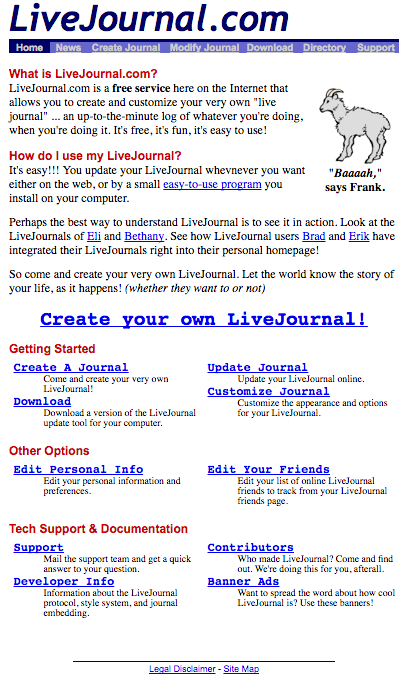 LiveJournal.com
Home News Create Journal Modify Journal Download Directory Support
What is LiveJournal.com?
LiveJournal.com is a free service here on the Internet that
allows you to create and customize your very own "live
journal" ... an up-to-the-minute log of whatever you're doing,
when you're doing it. It's free, it's fun, it's easy to use!
"Baaaah,"
says Frank.
How do I use my LiveJournal?
It's easy!!! You update your LiveJournal whevnever you want
either on the web, or by a small easy-to-use program you
install on your computer.
Perhaps the best way to understand LiveJournal is to see it in action. Look at the
LiveJournals of Eli and Bethany. See how LiveJournal users Brad and Erik have
integrated their LiveJournals right into their personal homepage!
So come and create your very own LiveJournal. Let the world know the story of
your life, as it happens! (whether they want to or not)
Create your own LiveJournal!
Getting Started
Create A Journal
Come and create your very own
LiveJournal!
Download
Download a version of the LiveJournal
update tool for your computer.
Update Journal
Update your LiveJournal online.
Customize Journal
Customize the appearance and options
for your LiveJournal.
Other Options
Edit Personal Info
Edit your personal information and
preferences.
Edit Your Friends
Edit your list of online LiveJournal
friends to track from your LiveJournal
friends page.
Tech Support & Documentation
Support
Mail the support team and get a quick
answer to your question.
Developer Info
Information about the LiveJournal
protocol, style system, and journal
embedding.
Contributors
Who made LiveJournal? Come and find
out. We're doing this for you, afterall.
Banner Ads
Want to spread the word about how cool
LiveJournal is? Use these banners!
Legal Disclaimer - Site Map